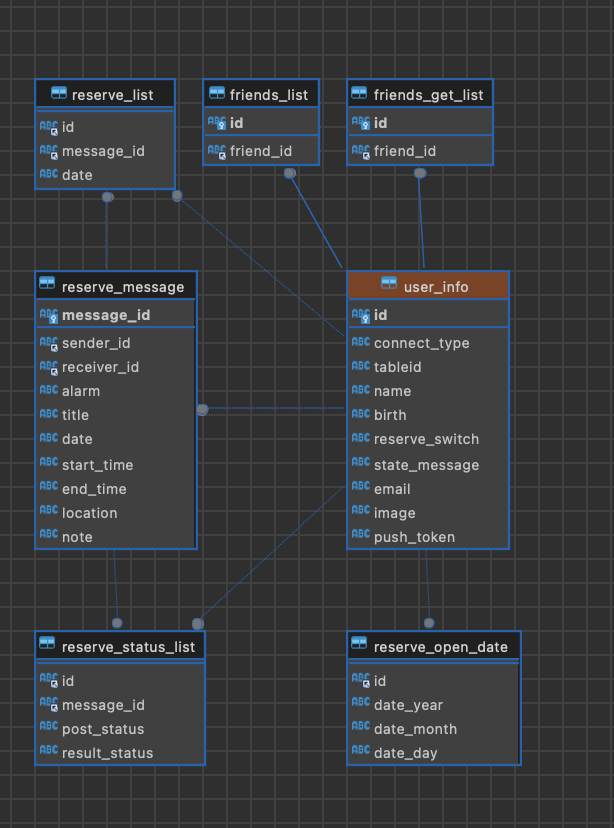 reserve_list
ABC id
ABC message_id
ABC date
friends_list
ABC id
ABC friend_id
friends_get_list
ABC id
ABC friend_id
reserve_message
ABC message_id
ABC sender_id
ABC receiver_id
ABC alarm
ABC title
ABC date
ABC start_time
ABC end_time
ABC location
ABC note
user_info
ABC id
ABC connect_type
ABC tableid
ABC name
ABC birth
ABC reserve_switch
ABC state_message
ABC email
ABC image
ABC push_token
reserve_status_list
ABC id
ABC message_id
ABC post_status
ABC result_status
reserve_open_date
ABC id
ABC date_year
ABC date_month
ABC date_day